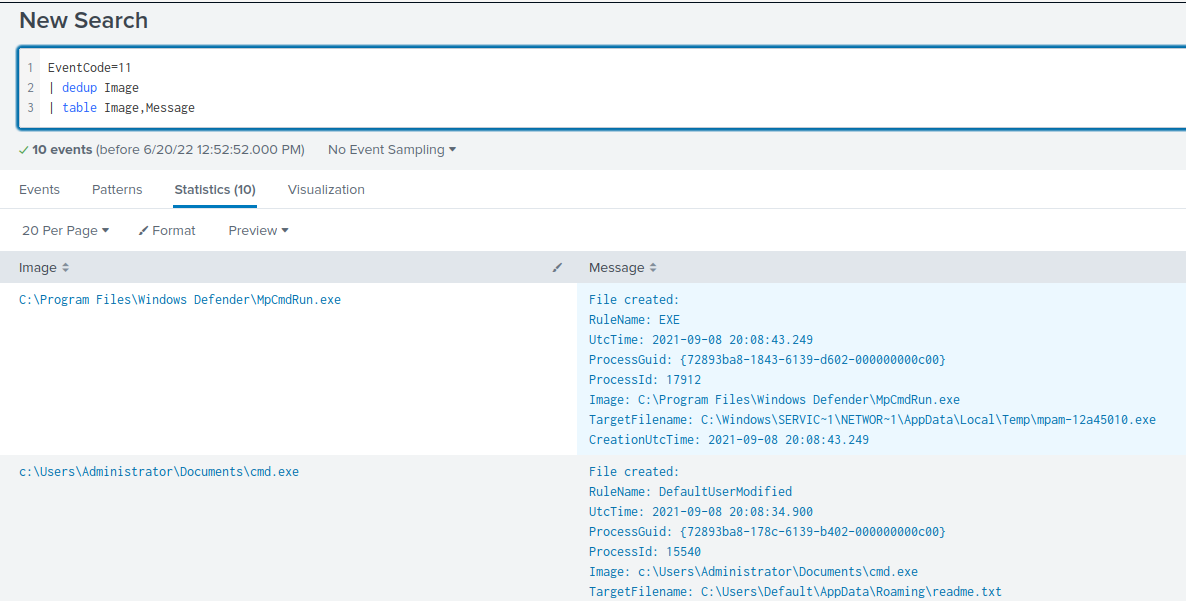 New Search
1 EventCode=11
2 | dedup Image
3 | table Image,Message
10 events (before 6/20/22 12:52:52.000 PM) No Event Sampling
Events Patterns Statistics (10) Visualization
20 Per Page Format Preview
Image Message
C:\Program Files\Windows Defender\MpCmdRun.exe
File created:
RuleName: EXE
UtcTime: 2021-09-08 20:08:43.249
ProcessGuid: {72893ba8-1843-6139-d602-000000000c00}
ProcessId: 17912
Image: C:\Program Files\Windows Defender\MpCmdRun.exe
TargetFilename: C:\Windows\SERVIC~1\NETWOR~1\AppData\Local\Temp\mpam-12a45010.exe
CreationUtcTime: 2021-09-08 20:08:43.249
c:\Users\Administrator\Documents\cmd.exe
File created:
RuleName: DefaultUserModified
UtcTime: 2021-09-08 20:08:34.900
ProcessGuid: {72893ba8-178c-6139-b402-000000000c00}
ProcessId: 15540
Image: c:\Users\Administrator\Documents\cmd.exe
TargetFilename: C:\Users\Default\AppData\Roaming\readme.txt